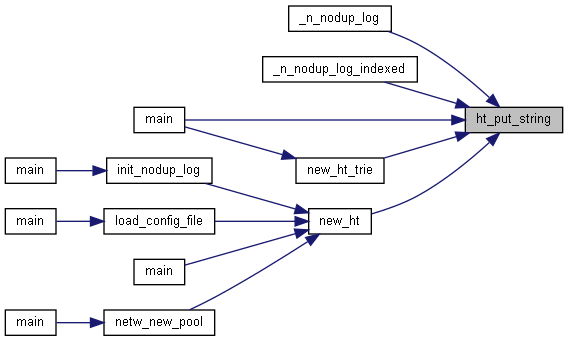 _n_nodup_log
_n_nodup_log_indexed
main
ht_put_string
main
init_nodup_log
new_ht_trie
main
load_config_file
new_ht
main
main
netw_new_pool